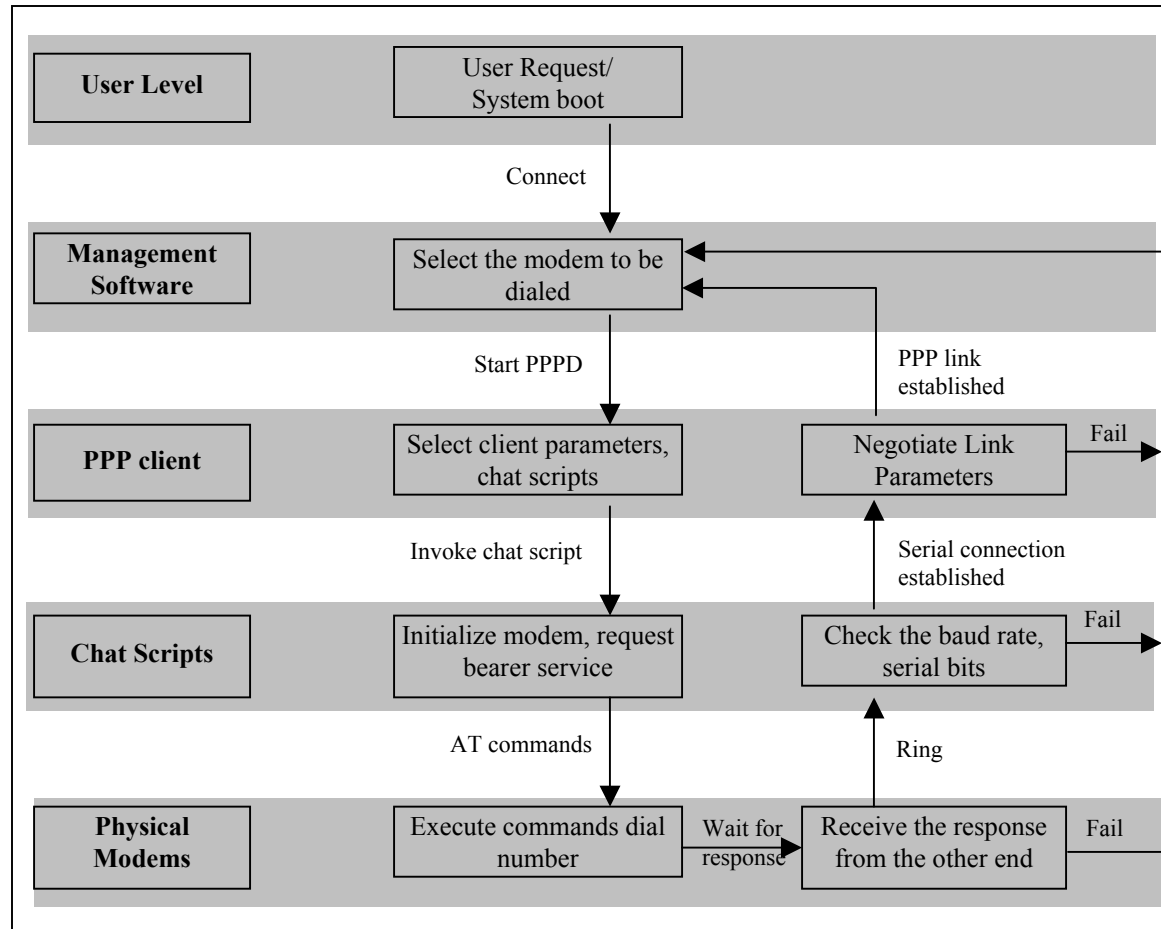 User Level
User Request/
System boot
Connect
Management
Software
Select the modem to be
dialed
Start PPPD
PPP link
established
PPP client
Select client parameters,
chat scripts
Negotiate Link
Parameters
Fail
Invoke chat script
Serial connection
established
Chat Scripts
Initialize modem, request
bearer service
Check the baud rate,
serial bits
Fail
AT commands
Ring
Physical
Modems
Execute commands dial
number
Wait for
response
Receive the response
from the other end
Fail